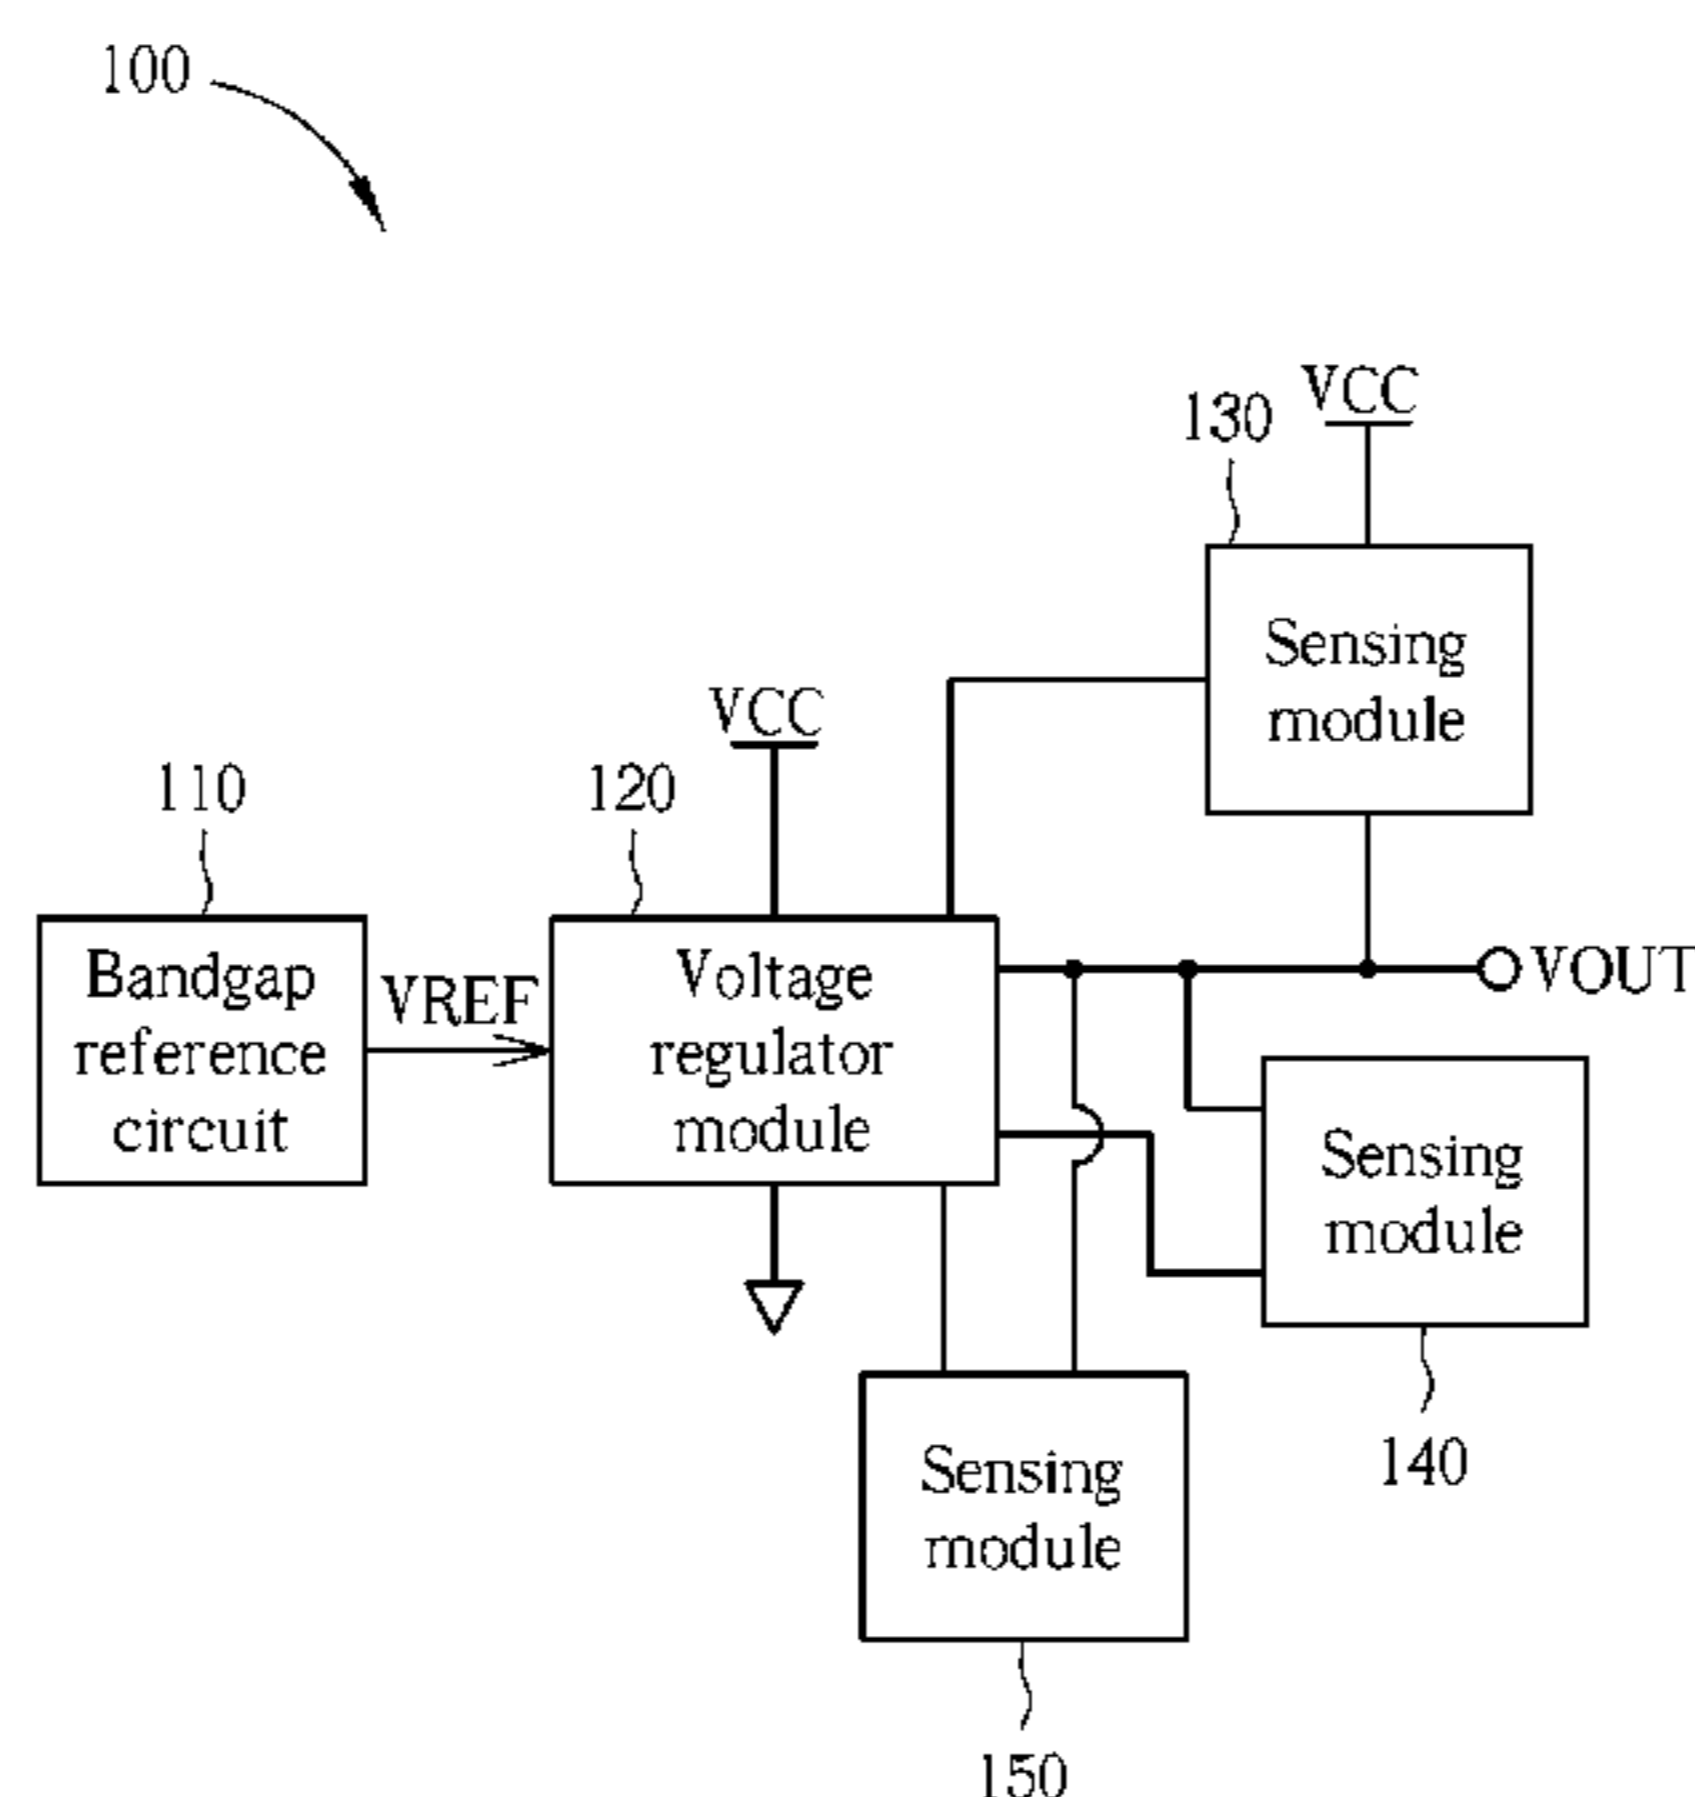 100
VCC
130
Sensing
module
VCC
110
120
Bandgap
reference
circuit
VREF
Voltage
regulator
module
VOUT
Sensing
module
140
Sensing
module
150